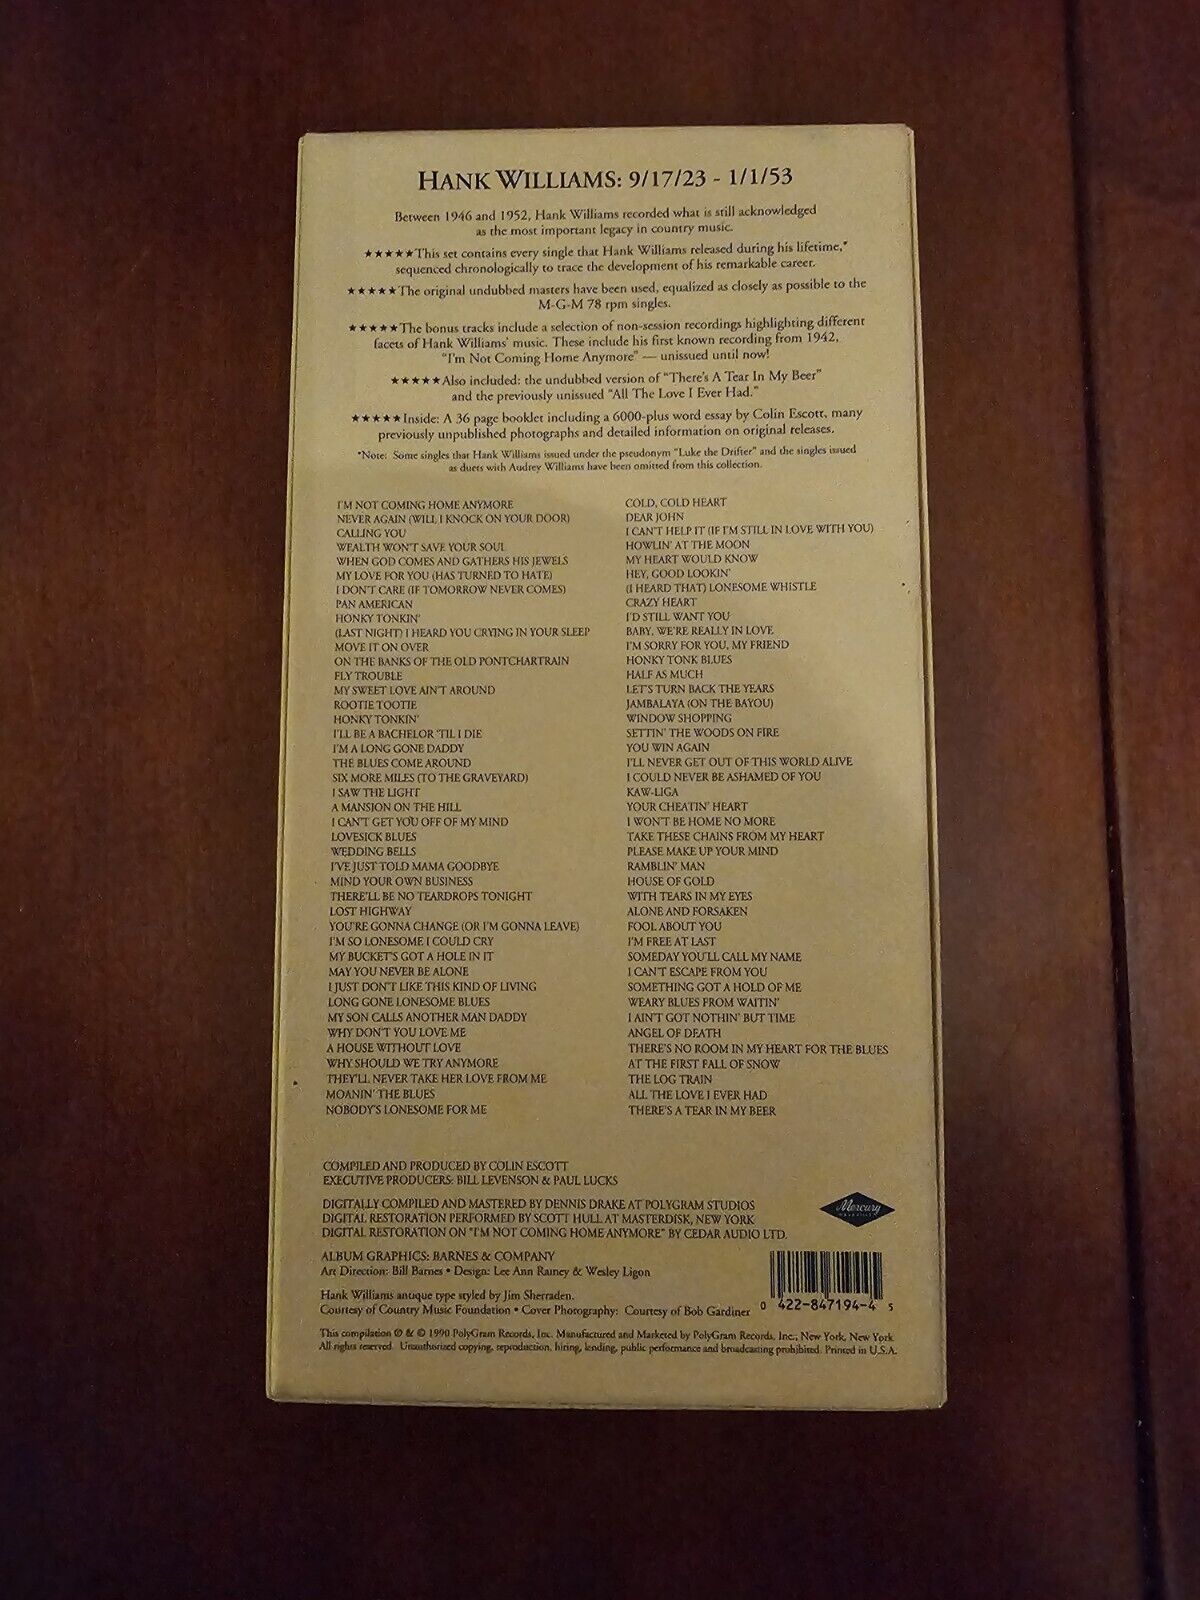 HANK WILLIAMS: 9/17/23 - 1/1/53
Between 1946 and 1952, Hank Williams recorded what is still acknowledged
as the most important legacy in country music.
★★★★★This set contains every single that Hank Williams released during his lifetime,*
sequenced chronologically to trace the development of his remarkable career.
★★★★★The original undubbed masters have been used, equalized as closely as possible to the
M-G-M 78 rpm singles.
★★★★★The bonus tracks include a selection of non-session recordings highlighting different
facets of Hank Williams' music. These include his first known recording from 1942,
"I'm Not Coming Home Anymore" — unissued until now!
★★★★★Also included: the undubbed version of "There's A Tear In My Beer"
and the previously unissued "All The Love I Ever Had."
★★★★★Inside: A 36 page booklet including a 6000-plus word essay by Colin Escott, many
previously unpublished photographs and detailed information on original releases.
*Note: Some singles that Hank Williams issued under the pseudonym "Luke the Drifter" and the singles issued
as duets with Audrey Williams have been omitted from this collection.
I'M NOT COMING HOME ANYMORE
NEVER AGAIN (WILL I KNOCK ON YOUR DOOR)
CALLING YOU
WEALTH WON'T SAVE YOUR SOUL
WHEN GOD COMES AND GATHERS HIS JEWELS
MY LOVE FOR YOU (HAS TURNED TO HATE)
I DON'T CARE (IF TOMORROW NEVER COMES)
PAN AMERICAN
HONKY TONKIN'
(LAST NIGHT) I HEARD YOU CRYING IN YOUR SLEEP
MOVE IT ON OVER
ON THE BANKS OF THE OLD PONTCHARTRAIN
FLY TROUBLE
MY SWEET LOVE AIN'T AROUND
ROOTIE TOOTIE
HONKY TONKIN'
I'LL BE A BACHELOR 'TIL I DIE
I'M A LONG GONE DADDY
THE BLUES COME AROUND
SIX MORE MILES (TO THE GRAVEYARD)
I SAW THE LIGHT
A MANSION ON THE HILL
I CAN'T GET YOU OFF OF MY MIND
LOVESICK BLUES
WEDDING BELLS
I'VE JUST TOLD MAMA GOODBYE
MIND YOUR OWN BUSINESS
THERE'LL BE NO TEARDROPS TONIGHT
LOST HIGHWAY
YOU'RE GONNA CHANGE (OR I'M GONNA LEAVE)
I'M SO LONESOME I COULD CRY
MY BUCKET'S GOT A HOLE IN IT
MAY YOU NEVER BE ALONE
I JUST DON'T LIKE THIS KIND OF LIVING
LONG GONE LONESOME BLUES
MY SON CALLS ANOTHER MAN DADDY
WHY DON'T YOU LOVE ME
A HOUSE WITHOUT LOVE
WHY SHOULD WE TRY ANYMORE
THEY'LL NEVER TAKE HER LOVE FROM ME
MOANIN' THE BLUES
NOBODY'S LONESOME FOR ME
COLD, COLD HEART
DEAR JOHN
I CAN'T HELP IT (IF I'M STILL IN LOVE WITH YOU)
HOWLIN' AT THE MOON
MY HEART WOULD KNOW
HEY, GOOD LOOKIN'
(I HEARD THAT) LONESOME WHISTLE
CRAZY HEART
I'D STILL WANT YOU
BABY, WE'RE REALLY IN LOVE
I'M SORRY FOR YOU, MY FRIEND
HONKY TONK BLUES
HALF AS MUCH
LET'S TURN BACK THE YEARS
JAMBALAYA (ON THE BAYOU)
WINDOW SHOPPING
SETTIN' THE WOODS ON FIRE
YOU WIN AGAIN
I'LL NEVER GET OUT OF THIS WORLD ALIVE
I COULD NEVER BE ASHAMED OF YOU
KAW-LIGA
YOUR CHEATIN' HEART
I WON'T BE HOME NO MORE
TAKE THESE CHAINS FROM MY HEART
PLEASE MAKE UP YOUR MIND
RAMBLIN' MAN
HOUSE OF GOLD
WITH TEARS IN MY EYES
ALONE AND FORSAKEN
FOOL ABOUT YOU
I'M FREE AT LAST
SOMEDAY YOU'LL CALL MY NAME
I CAN'T ESCAPE FROM YOU
SOMETHING GOT A HOLD OF ME
WEARY BLUES FROM WAITIN'
I AIN'T GOT NOTHIN' BUT TIME
ANGEL OF DEATH
THERE'S NO ROOM IN MY HEART FOR THE BLUES
AT THE FIRST FALL OF SNOW
THE LOG TRAIN
ALL THE LOVE I EVER HAD
THERE'S A TEAR IN MY BEER
COMPILED AND PRODUCED BY COLIN ESCOTT
EXECUTIVE PRODUCERS: BILL LEVENSON & PAUL LUCKS
DIGITALLY COMPILED AND MASTERED BY DENNIS DRAKE AT POLYGRAM STUDIOS
DIGITAL RESTORATION PERFORMED BY SCOTT HULL AT MASTERDISK, NEW YORK
DIGITAL RESTORATION ON "I'M NOT COMING HOME ANYMORE" BY CEDAR AUDIO LTD.
Mercury
ALBUM GRAPHICS: BARNES & COMPANY
Art Direction: Bill Barnes • Design: Lee Ann Ramey & Wesley Ligon
Hank Williams antique type styled by Jim Sherraden.
Courtesy of Country Music Foundation • Cover Photography: Courtesy of Bob Gardiner
0 422-847194-4 5
This compilation ℗ & © 1990 PolyGram Records, Inc. Manufactured and Marketed by PolyGram Records, Inc., New York, New York
All rights reserved. Unauthorized copying, reproduction, hiring, lending, public performance and broadcasting prohibited. Printed in U.S.A.